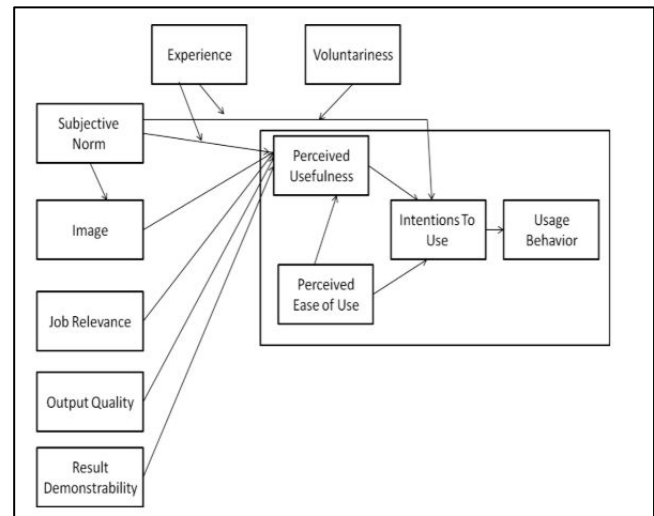 Experience
Voluntariness
Subjective
Norm
Perceived
Usefulness
Image
Intentions To
Use
Usage
Behavior
Perceived
Ease of Use
Job Relevance
Output Quality
Result
Demonstrability